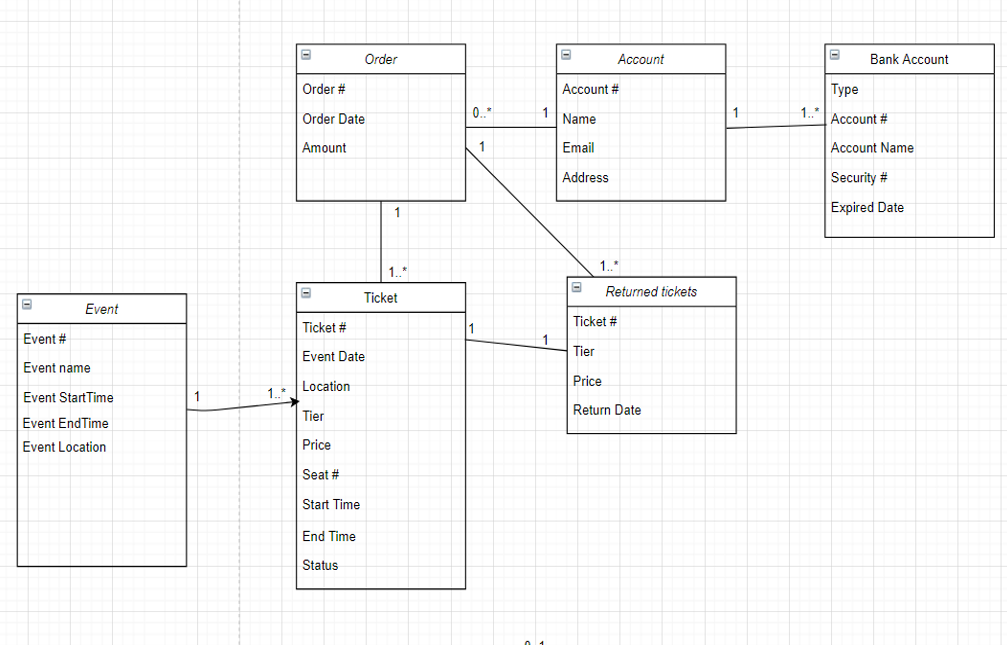 Order
Order #
Order Date
Amount
0..*
1
Account
Account #
Name
Email
Address
1
1..*
Bank Account
Type
Account #
Account Name
Security #
Expired Date
1
1..*
1
1..*
Event
Event #
Event name
Event StartTime
Event EndTime
Event Location
1
1..*
Ticket
Ticket #
Event Date
Location
Tier
Price
Seat #
Start Time
End Time
Status
1
1
Returned tickets
Ticket #
Tier
Price
Return Date